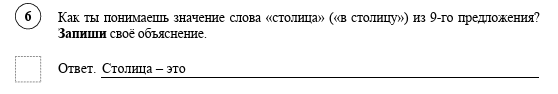 6 Как ты понимаешь значение слова «столица» («в столицу») из 9-го предложения?
Запиши своё объяснение.
Ответ. Столица – это